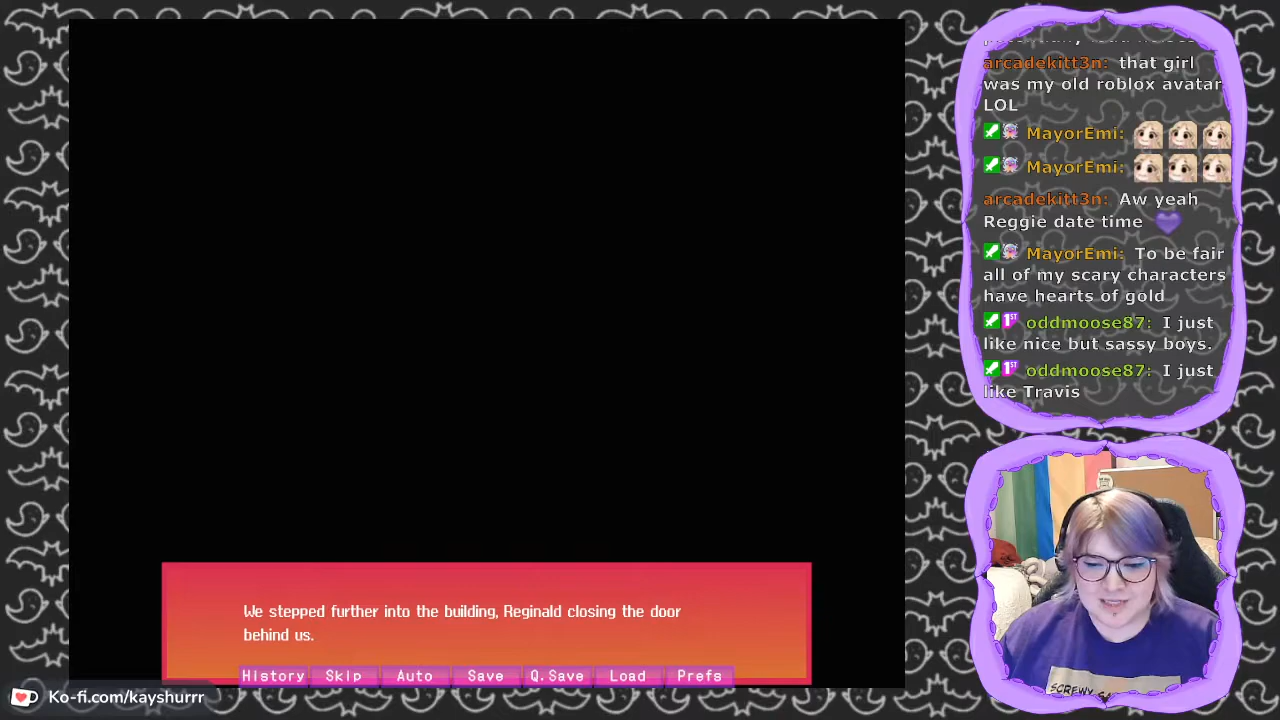 arcadekitt3n: that girl
was my old roblox avatar
LOL
MayorEmi:
MayorEmi:
arcadekitt3n: Aw yeah
Reggie date time
MayorEmi: To be fair
all of my scary characters
have hearts of gold
1ST oddmoose87: I just
like nice but sassy boys.
1ST oddmoose87: I just
like Travis
We stepped further into the building, Reginald closing the door
behind us.
History Skip Auto Save Q.Save Load Prefs
Ko-fi.com/kayshurrr
SCREWY